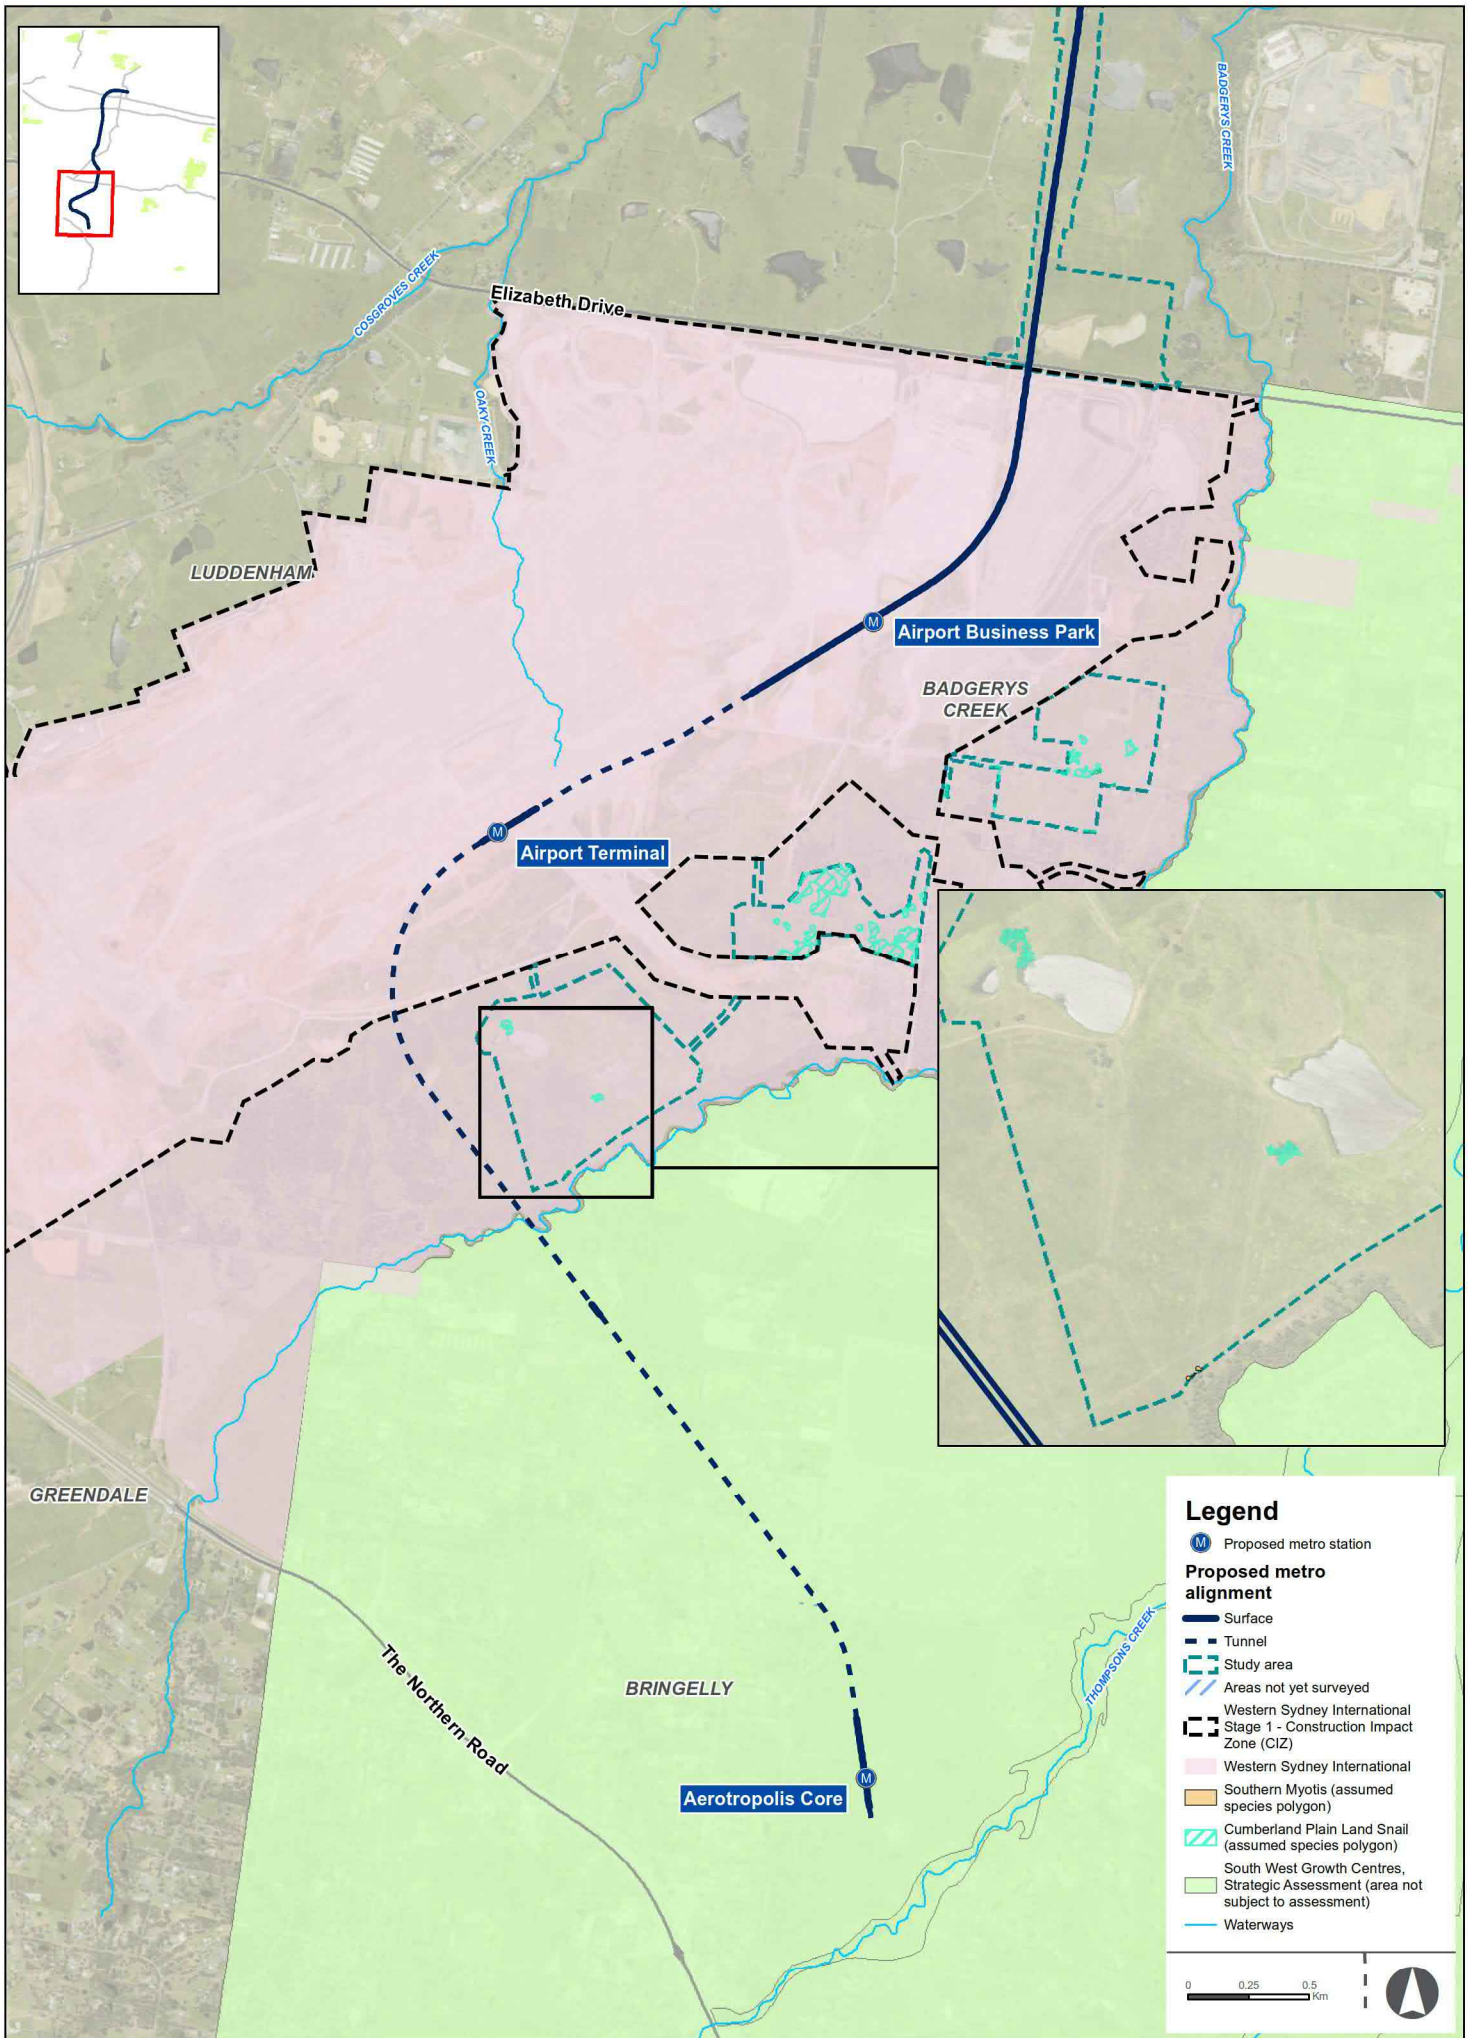 BADGERYS CREEK
COSGROVES CREEK
Elizabeth Drive
OAKY CREEK
LUDDENHAM
M
Airport Business Park
BADGERYS
CREEK
M
Airport Terminal
GREENDALE
The Northern Road
BRINGELLY
THOMPSONS CREEK
M
Aerotropolis Core
Legend
M
Proposed metro station
Proposed metro
alignment
Surface
Tunnel
Study area
Areas not yet surveyed
Western Sydney International
Stage 1 - Construction Impact
Zone (CIZ)
Western Sydney International
Southern Myotis (assumed
species polygon)
Cumberland Plain Land Snail
(assumed species polygon)
South West Growth Centres,
Strategic Assessment (area not
subject to assessment)
Waterways
0 0.25 0.5
Km